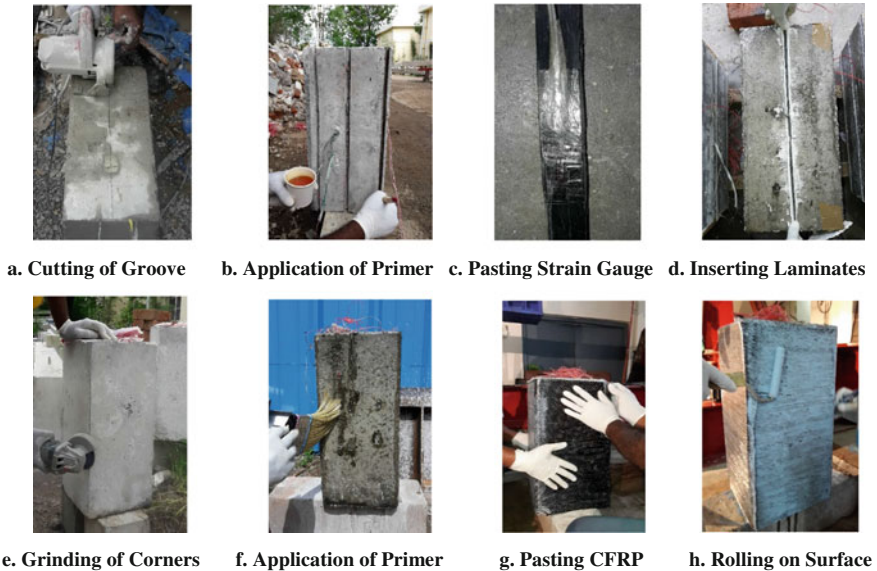 a. Cutting of Groove
b. Application of Primer
c. Pasting Strain Gauge
d. Inserting Laminates
e. Grinding of Corners
f. Application of Primer
g. Pasting CFRP
h. Rolling on Surface